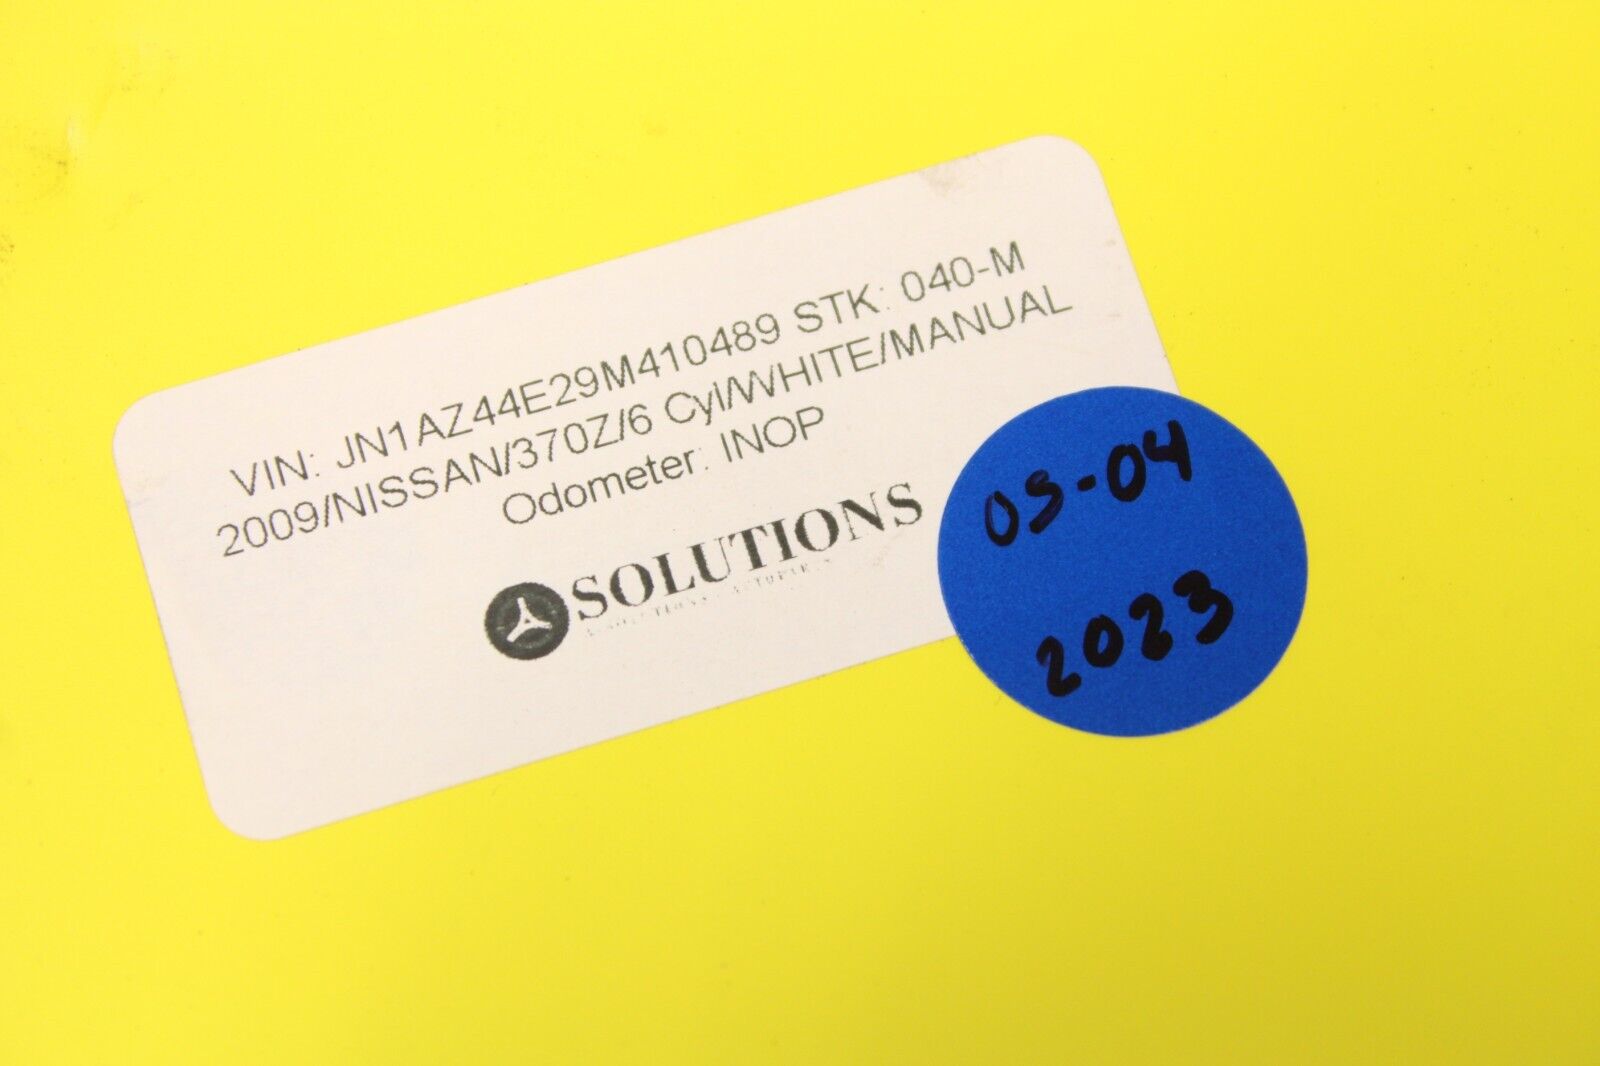 VIN: JN1AZ44E29M410489 STK: 040-M
2009/NISSAN/370Z/6 Cyl/WHITE/MANUAL
Odometer: INOP
SOLUTIONS
05-04
2023